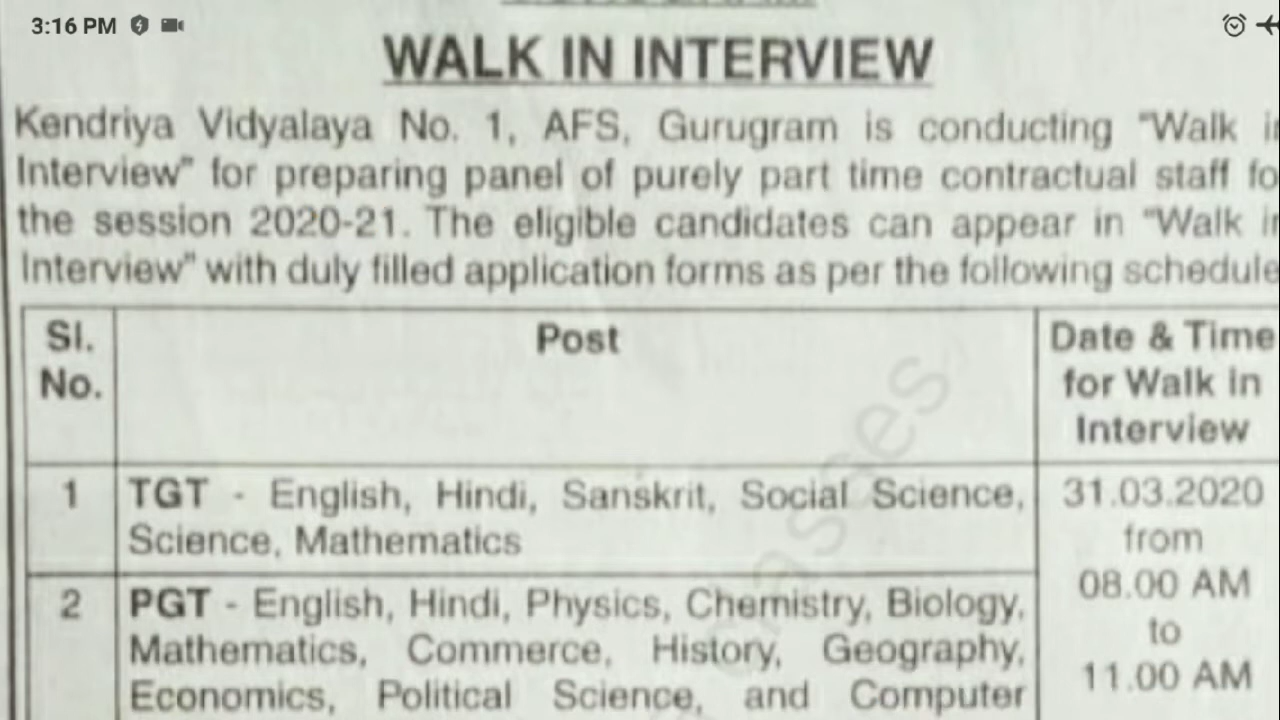 3:16 PM
WALK IN INTERVIEW
Kendriya Vidyalaya No. 1, AFS, Gurugram is conducting "Walk i
Interview" for preparing panel of purely part time contractual staff fo
the session 2020-21. The eligible candidates can appear in "Walk i
Interview" with duly filled application forms as per the following schedule
Sl. No.
Post
Date & Time for Walk in Interview
1
TGT - English, Hindi, Sanskrit, Social Science,
Science, Mathematics
31.03.2020
from
08.00 AM
to
11.00 AM
2
PGT - English, Hindi, Physics, Chemistry, Biology,
Mathematics, Commerce, History, Geography,
Economics, Political Science, and Computer